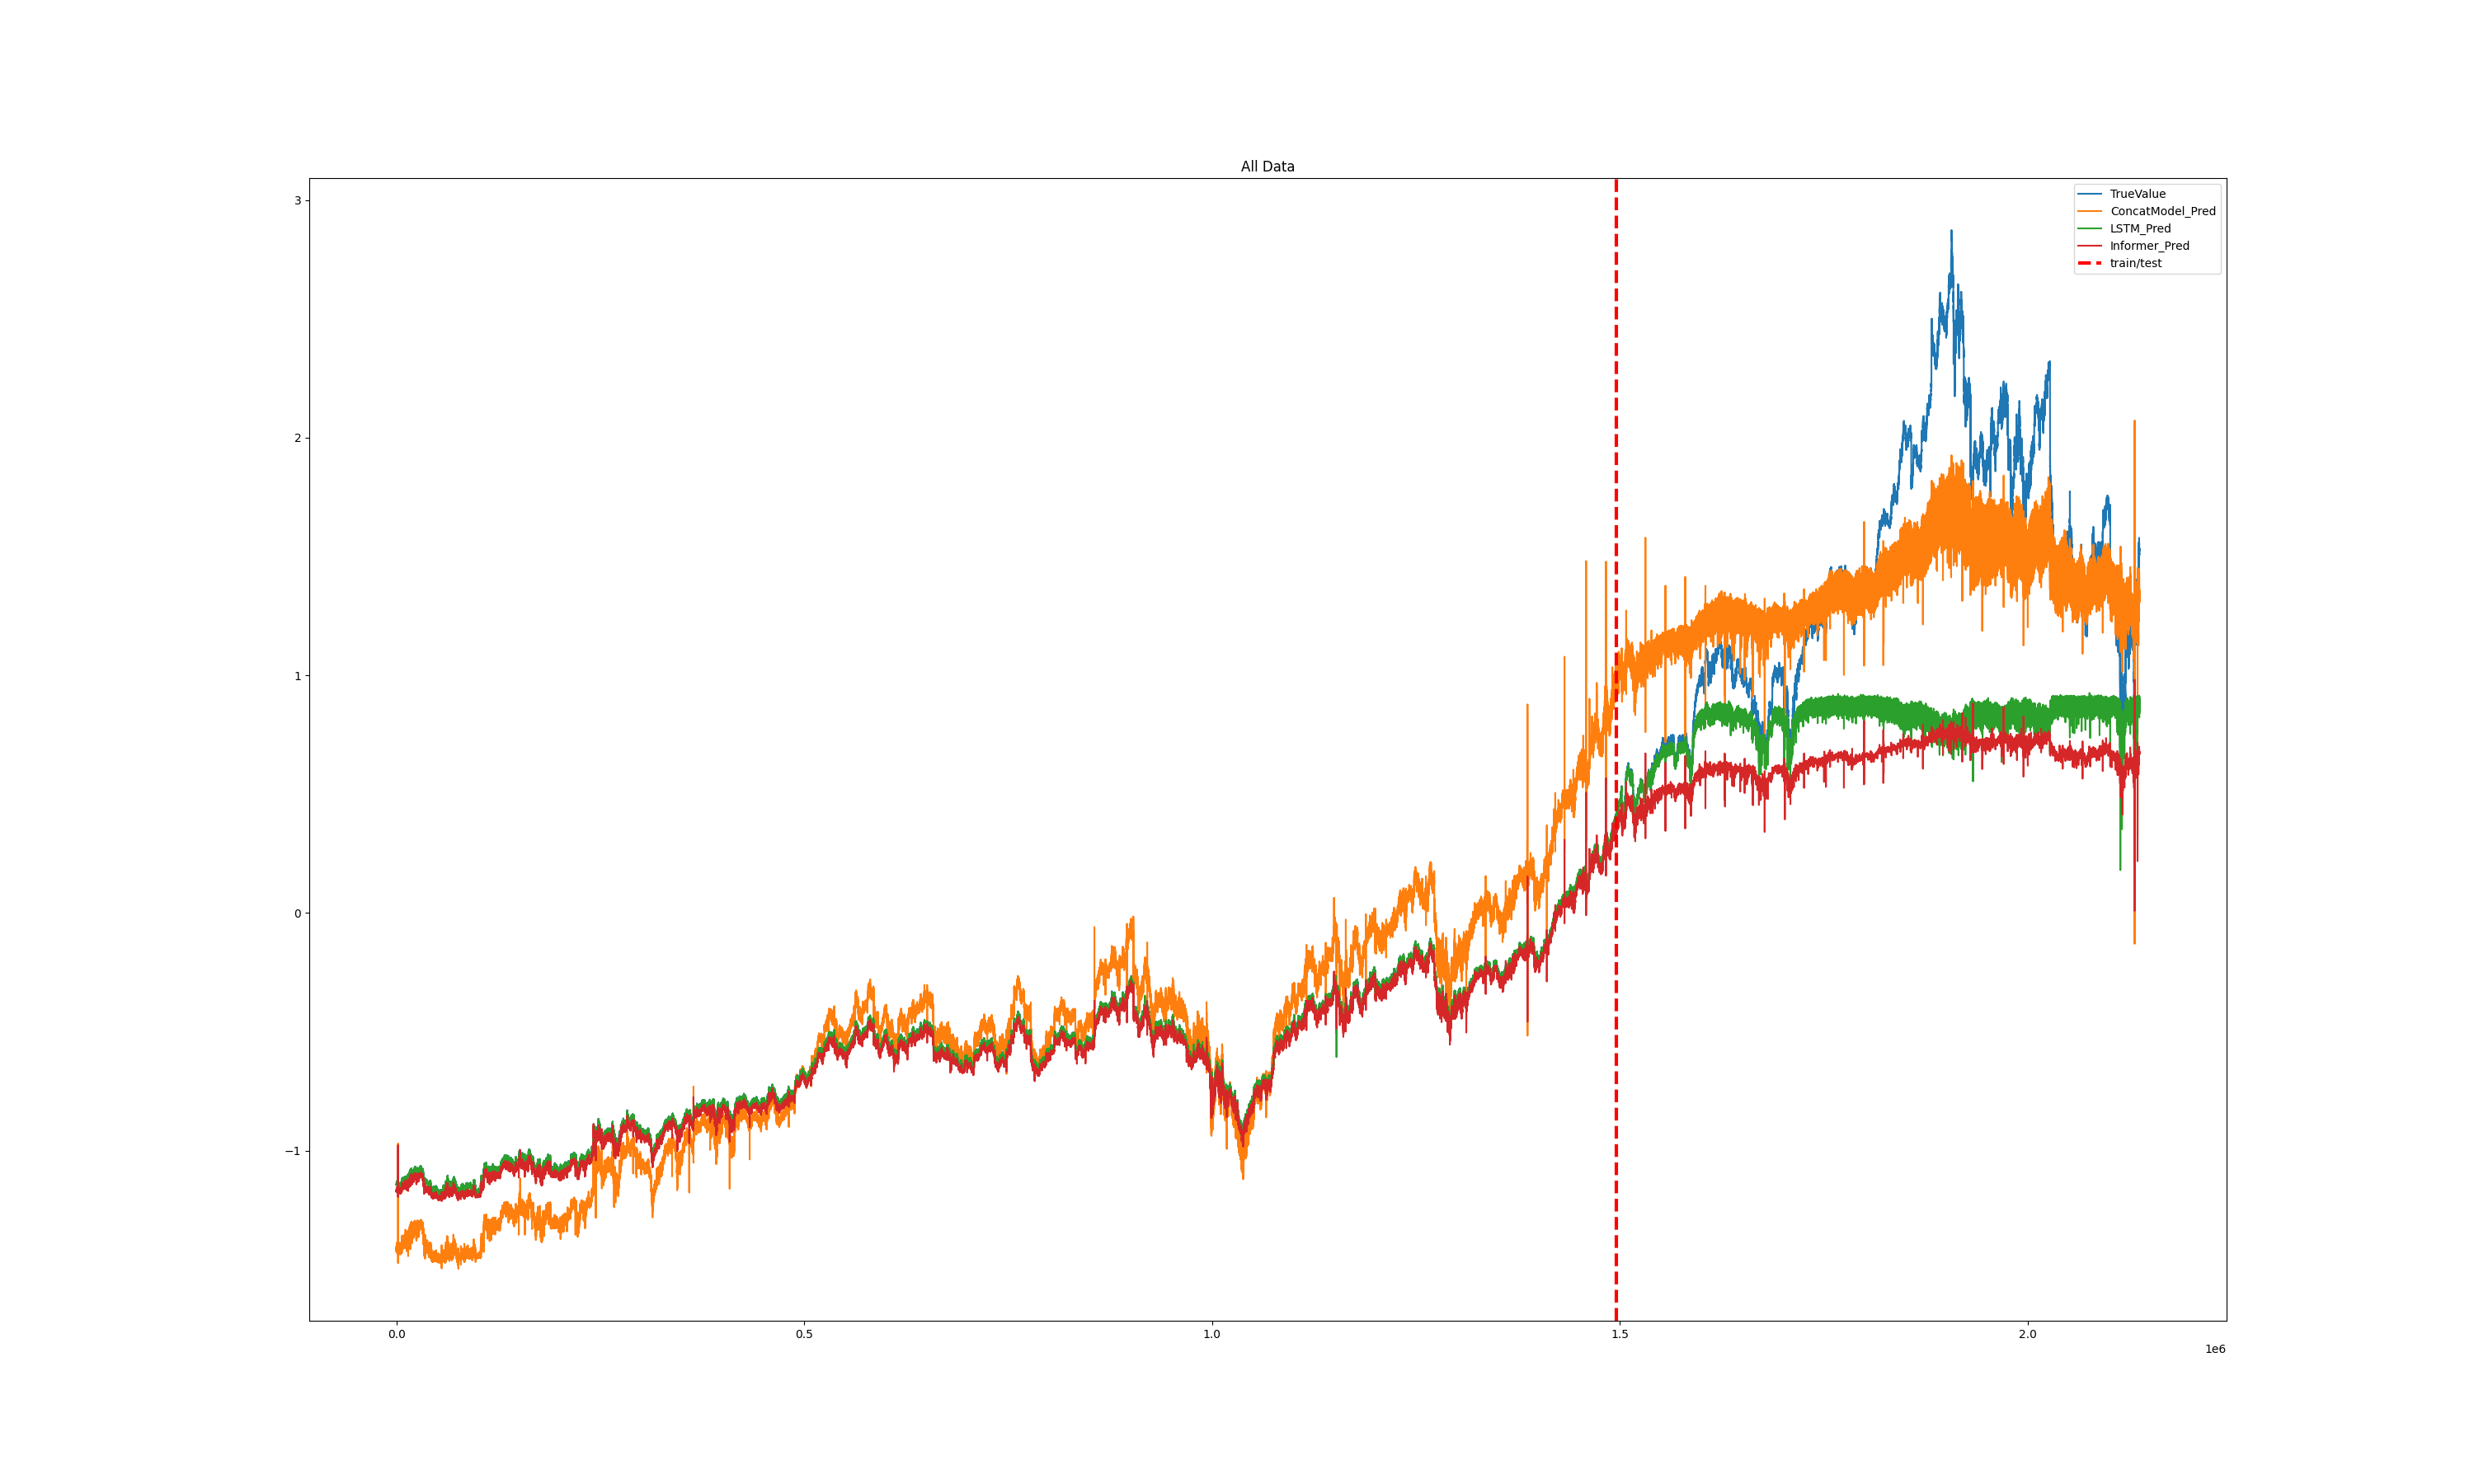 All Data
TrueValue
ConcatModel_Pred
LSTM_Pred
Informer_Pred
train/test
3
2
1
0
−1
0.0 0.5 1.0 1.5 2.0
1e6